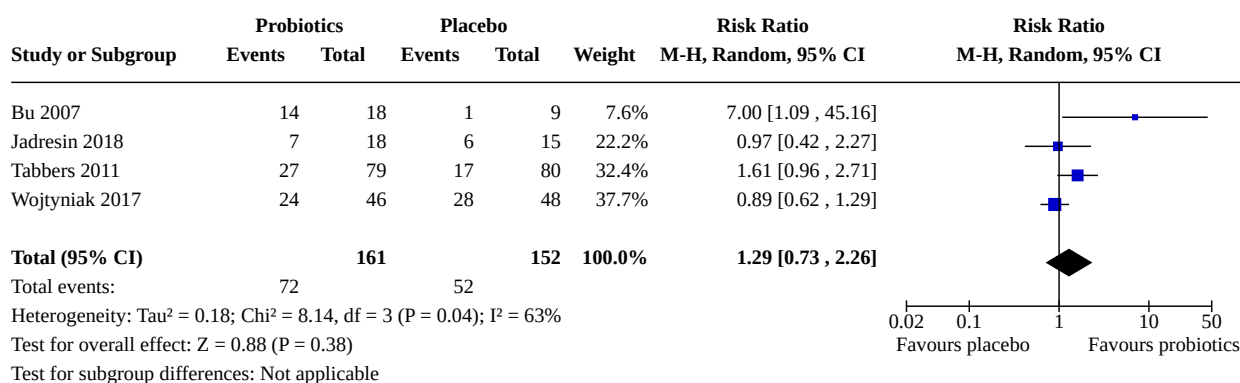 Probiotics Placebo Risk Ratio Risk Ratio
Study or Subgroup Events Total Events Total Weight M-H, Random, 95% CI M-H, Random, 95% CI
Bu 2007 14 18 1 9 7.6% 7.00 [1.09 , 45.16]
Jadresin 2018 7 18 6 15 22.2% 0.97 [0.42 , 2.27]
Tabbers 2011 27 79 17 80 32.4% 1.61 [0.96 , 2.71]
Wojtyniak 2017 24 46 28 48 37.7% 0.89 [0.62 , 1.29]
Total (95% CI) 161 152 100.0% 1.29 [0.73 , 2.26]
Total events: 72 52
Heterogeneity: Tau² = 0.18; Chi² = 8.14, df = 3 (P = 0.04); I² = 63%
0.02 0.1 1 10 50
Test for overall effect: Z = 0.88 (P = 0.38) Favours placebo Favours probiotics
Test for subgroup differences: Not applicable